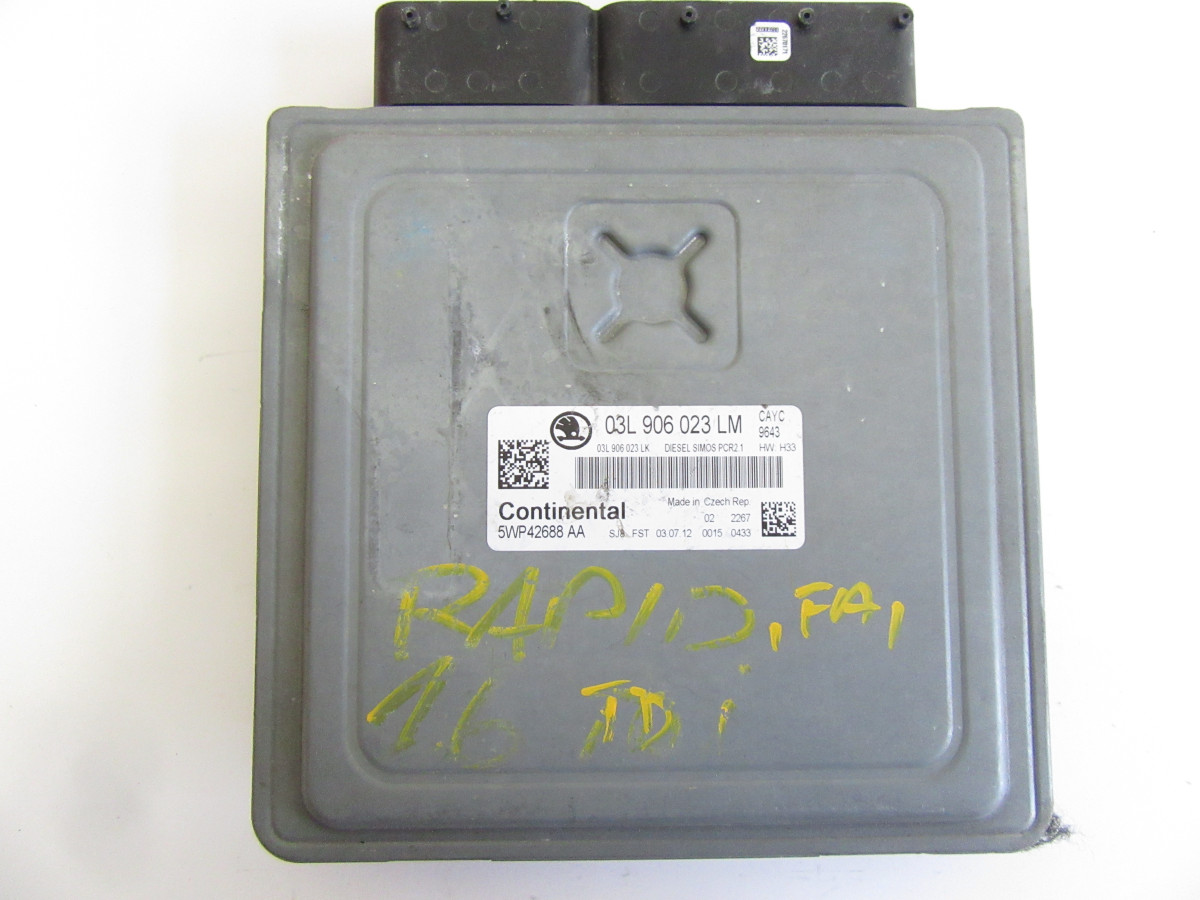 03L 906 023 LM
CAYC
9643
03L 906 023 LK DIESEL SIMOS PCR2.1 HW H33
Continental
Made in Czech Rep.
02 2267
5WP42688 AA
FST 03.07.12 0015 0433
RAPID, FA,
1.6 TDi